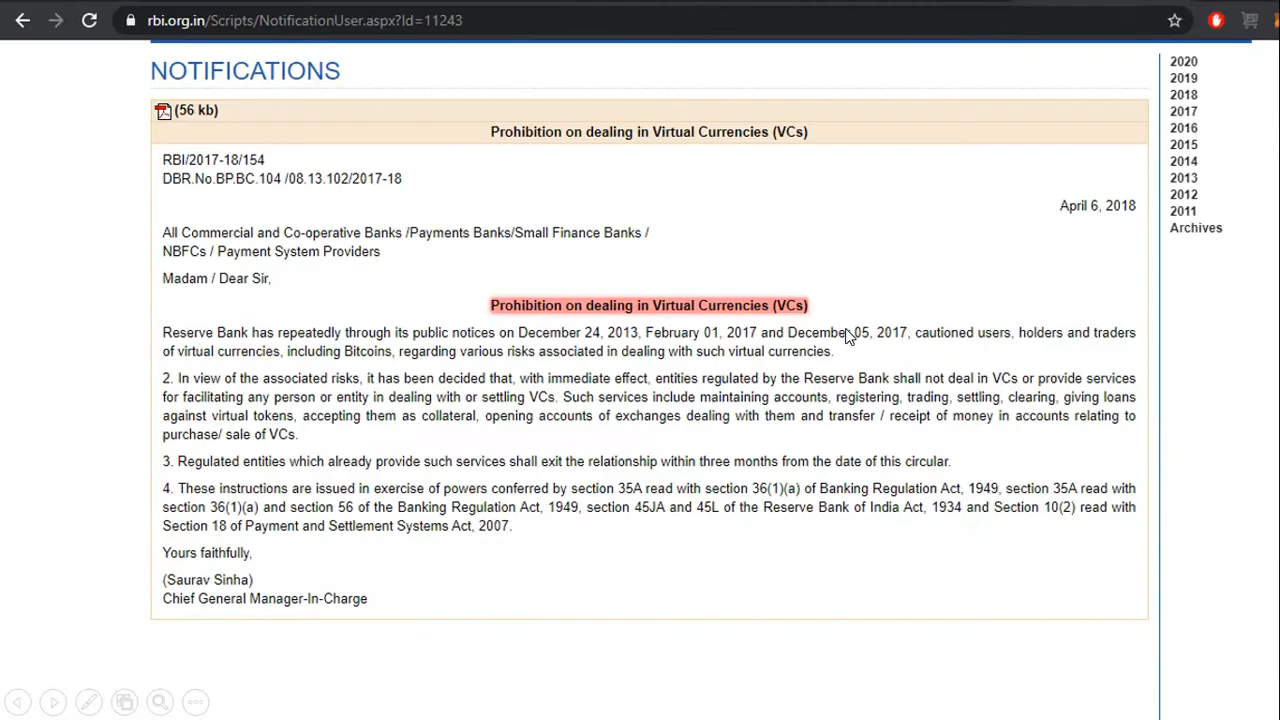 rbi.org.in/Scripts/NotificationUser.aspx?Id=11243
NOTIFICATIONS
(56 kb)
Prohibition on dealing in Virtual Currencies (VCs)
RBI/2017-18/154
DBR.No.BP.BC.104 /08.13.102/2017-18
April 6, 2018
All Commercial and Co-operative Banks /Payments Banks/Small Finance Banks /
NBFCs / Payment System Providers
Madam / Dear Sir,
Prohibition on dealing in Virtual Currencies (VCs)
Reserve Bank has repeatedly through its public notices on December 24, 2013, February 01, 2017 and December 05, 2017, cautioned users, holders and traders
of virtual currencies, including Bitcoins, regarding various risks associated in dealing with such virtual currencies.
2. In view of the associated risks, it has been decided that, with immediate effect, entities regulated by the Reserve Bank shall not deal in VCs or provide services
for facilitating any person or entity in dealing with or settling VCs. Such services include maintaining accounts, registering, trading, settling, clearing, giving loans
against virtual tokens, accepting them as collateral, opening accounts of exchanges dealing with them and transfer / receipt of money in accounts relating to
purchase/ sale of VCs.
3. Regulated entities which already provide such services shall exit the relationship within three months from the date of this circular.
4. These instructions are issued in exercise of powers conferred by section 35A read with section 36(1)(a) of Banking Regulation Act, 1949, section 35A read with
section 36(1)(a) and section 56 of the Banking Regulation Act, 1949, section 45JA and 45L of the Reserve Bank of India Act, 1934 and Section 10(2) read with
Section 18 of Payment and Settlement Systems Act, 2007.
Yours faithfully,
(Saurav Sinha)
Chief General Manager-In-Charge
2020
2019
2018
2017
2016
2015
2014
2013
2012
2011
Archives